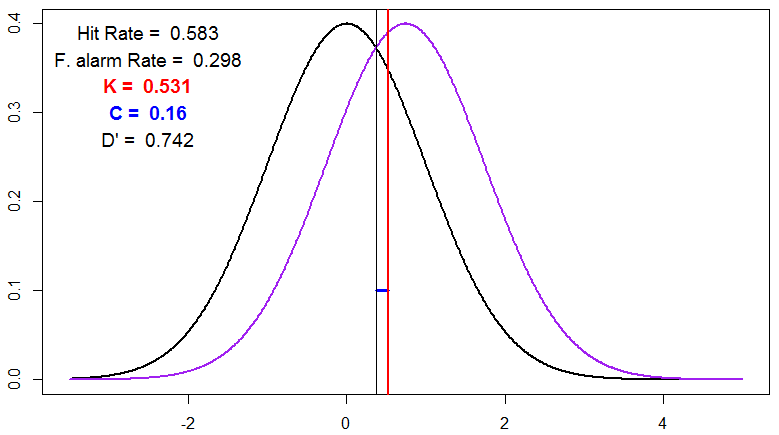 Hit Rate = 0.583
F. alarm Rate = 0.298
K = 0.531
C = 0.16
D' = 0.742
0.4
0.3
0.2
0.1
0.0
-2 0 2 4